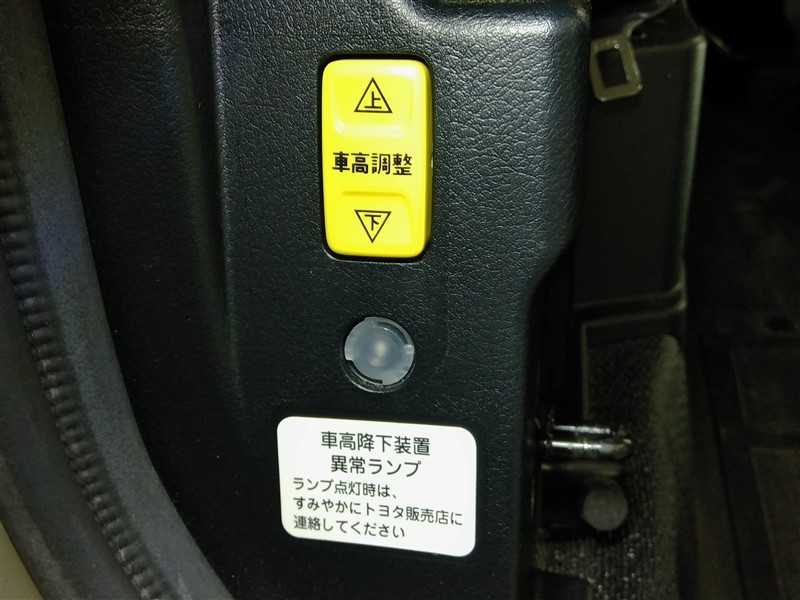 上
車高調整
下
車高降下装置
異常ランプ
ランプ点灯時は、
すみやかにトヨタ販売店に
連絡してください